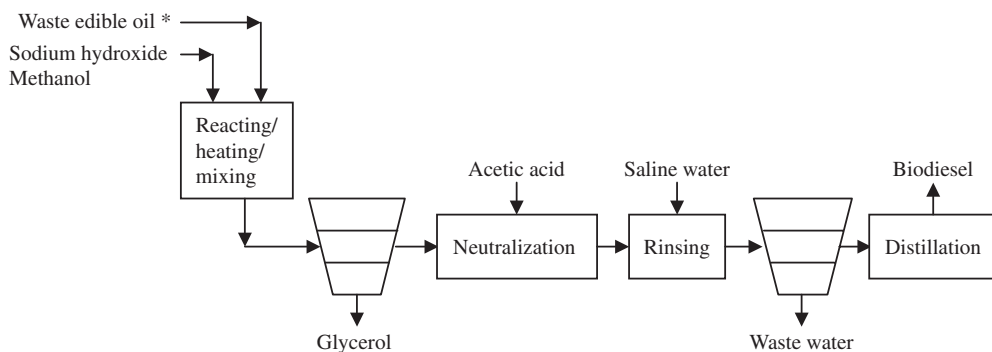 Waste edible oil *
Sodium hydroxide
Methanol
Reacting/
heating/
mixing
Acetic acid
Saline water
Biodiesel
Neutralization
Rinsing
Distillation
Glycerol
Waste water